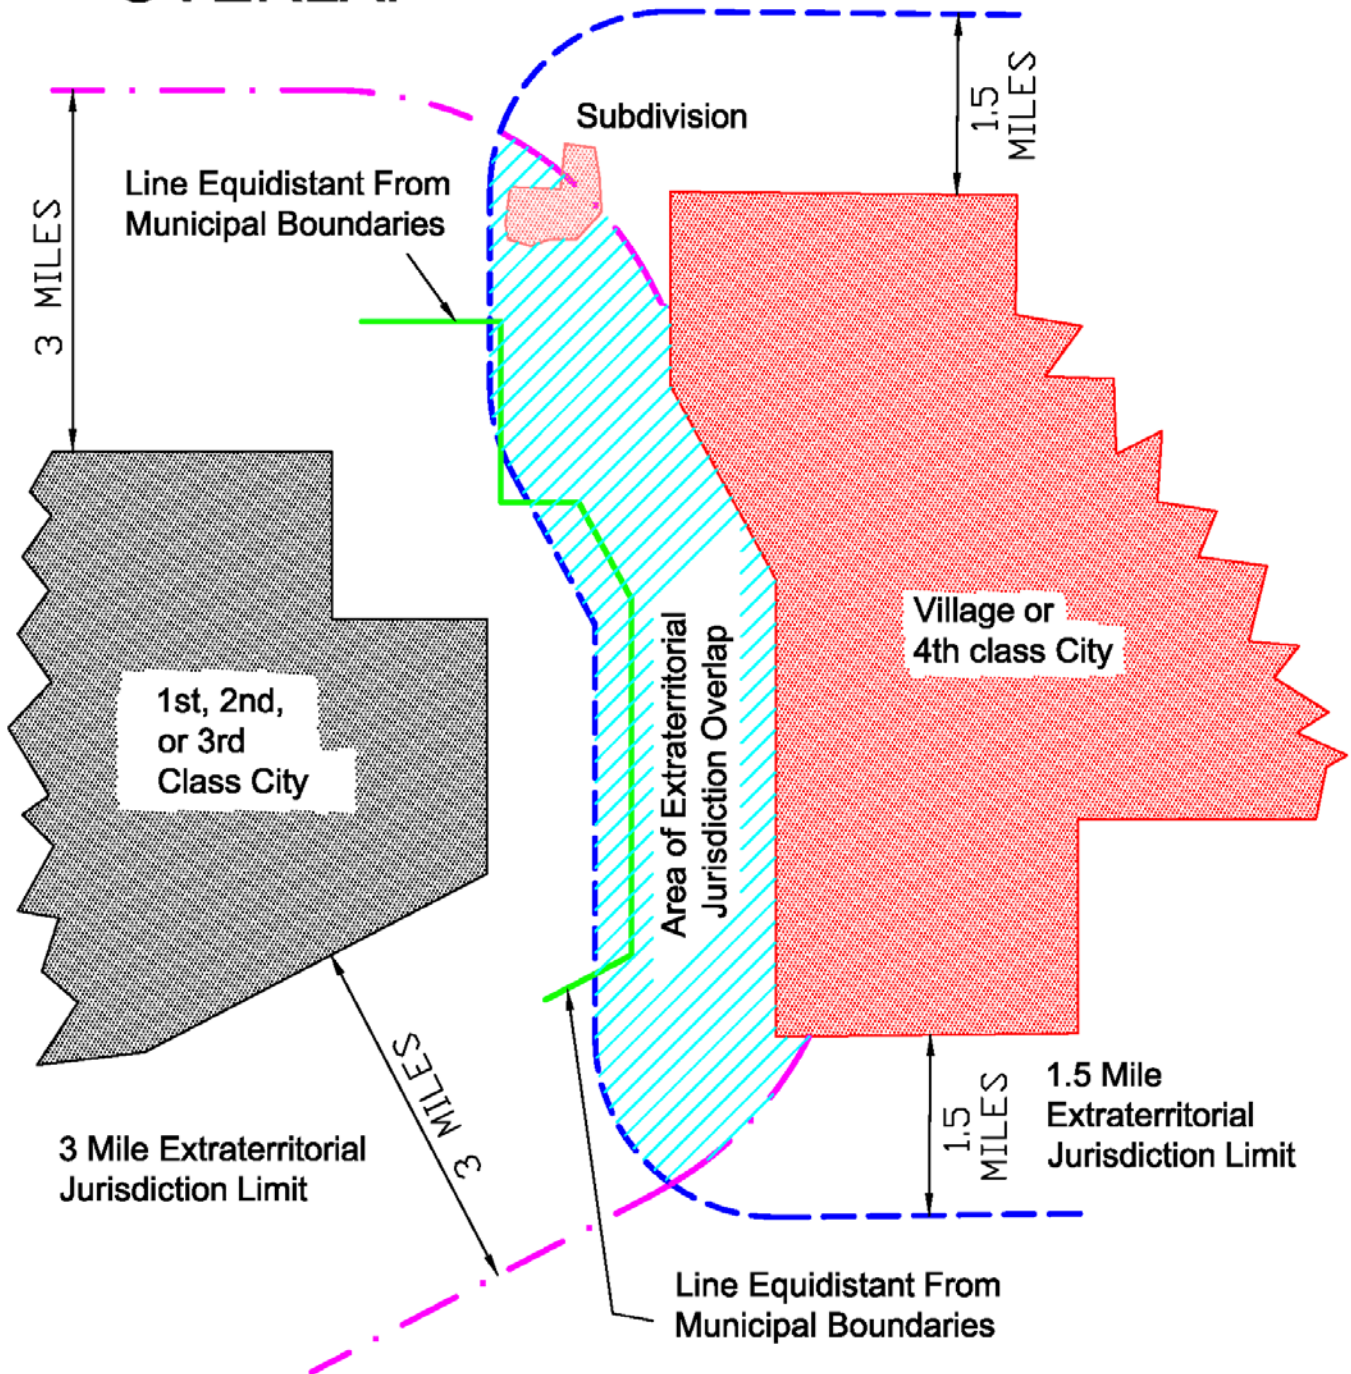 1.5
MILES
Subdivision
3 MILES
Line Equidistant From
Municipal Boundaries
Village or
4th class City
1st, 2nd,
or 3rd
Class City
Area of Extraterritorial
Jurisdiction Overlap
3 MILES
3 Mile Extraterritorial
Jurisdiction Limit
1.5
MILES
1.5 Mile
Extraterritorial
Jurisdiction Limit
Line Equidistant From
Municipal Boundaries